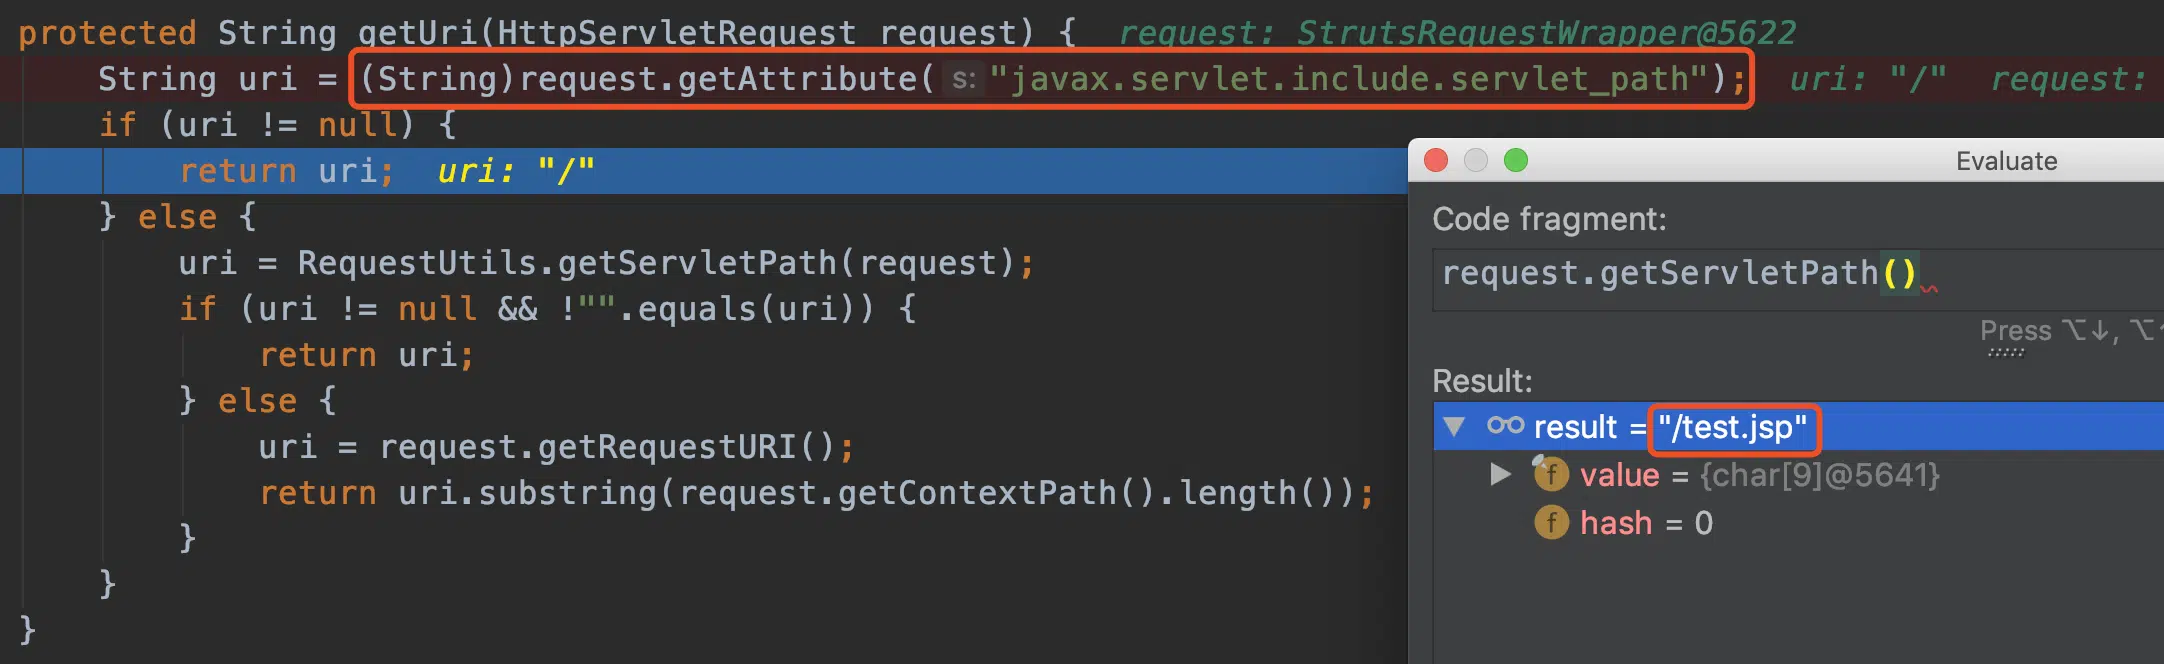 protected String getUri(HttpServletRequest request) {  request: StrutsRequestWrapper@5622
String uri = (String)request.getAttribute( s: "javax.servlet.include.servlet_path");  uri: "/"  request:
if (uri != null) {
return uri;  uri: "/"
} else {
uri = RequestUtils.getServletPath(request);
if (uri != null && !"".equals(uri)) {
return uri;
} else {
uri = request.getRequestURI();
return uri.substring(request.getContextPath().length());
}
}
}
Evaluate
Code fragment:
request.getServletPath()
Press ⌥↓, ⌥
Result:
result = "/test.jsp"
f value = {char[9]@5641}
f hash = 0